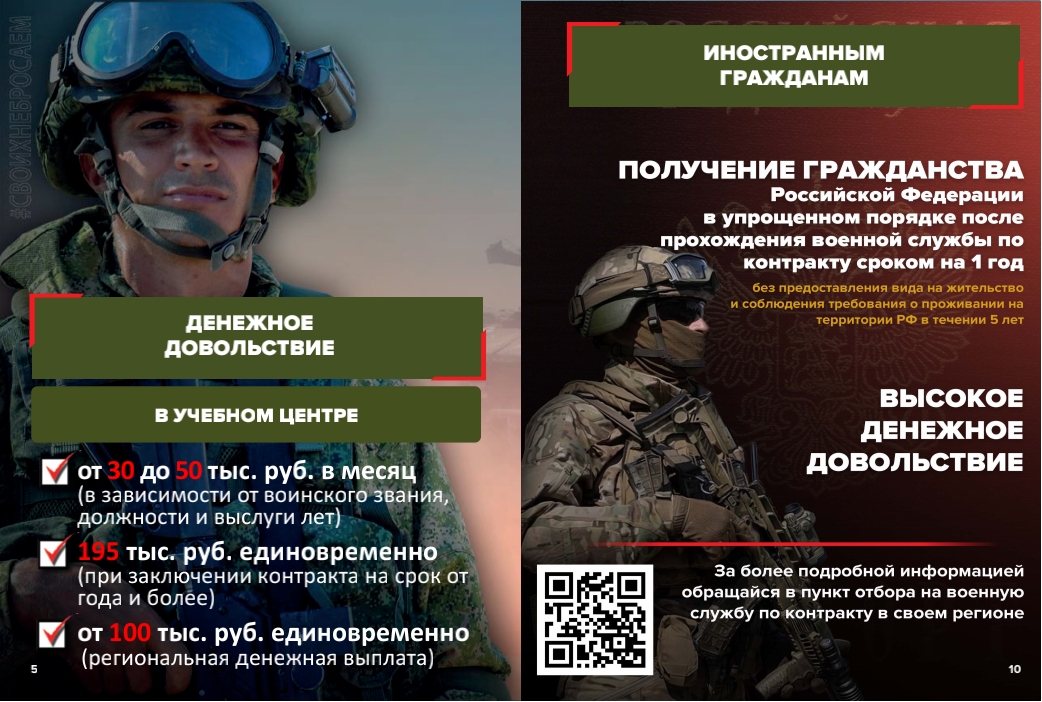 #СВОИХНЕБРОСАЕМ
ДЕНЕЖНОЕ
ДОВОЛЬСТВИЕ
В УЧЕБНОМ ЦЕНТРЕ
от 30 до 50 тыс. руб. в месяц
(в зависимости от воинского звания,
должности и выслуги лет)
195 тыс. руб. единовременно
(при заключении контракта на срок от
года и более)
от 100 тыс. руб. единовременно
(региональная денежная выплата)
5
ИНОСТРАННЫМ
ГРАЖДАНАМ
ПОЛУЧЕНИЕ ГРАЖДАНСТВА
Российской Федерации
в упрощенном порядке после
прохождения военной службы по
контракту сроком на 1 год
без предоставления вида на жительство
и соблюдения требования о проживании на
территории РФ в течении 5 лет
ВЫСОКОЕ
ДЕНЕЖНОЕ
ДОВОЛЬСТВИЕ
За более подробной информацией
обращайся в пункт отбора на военную
службу по контракту в своем регионе
10